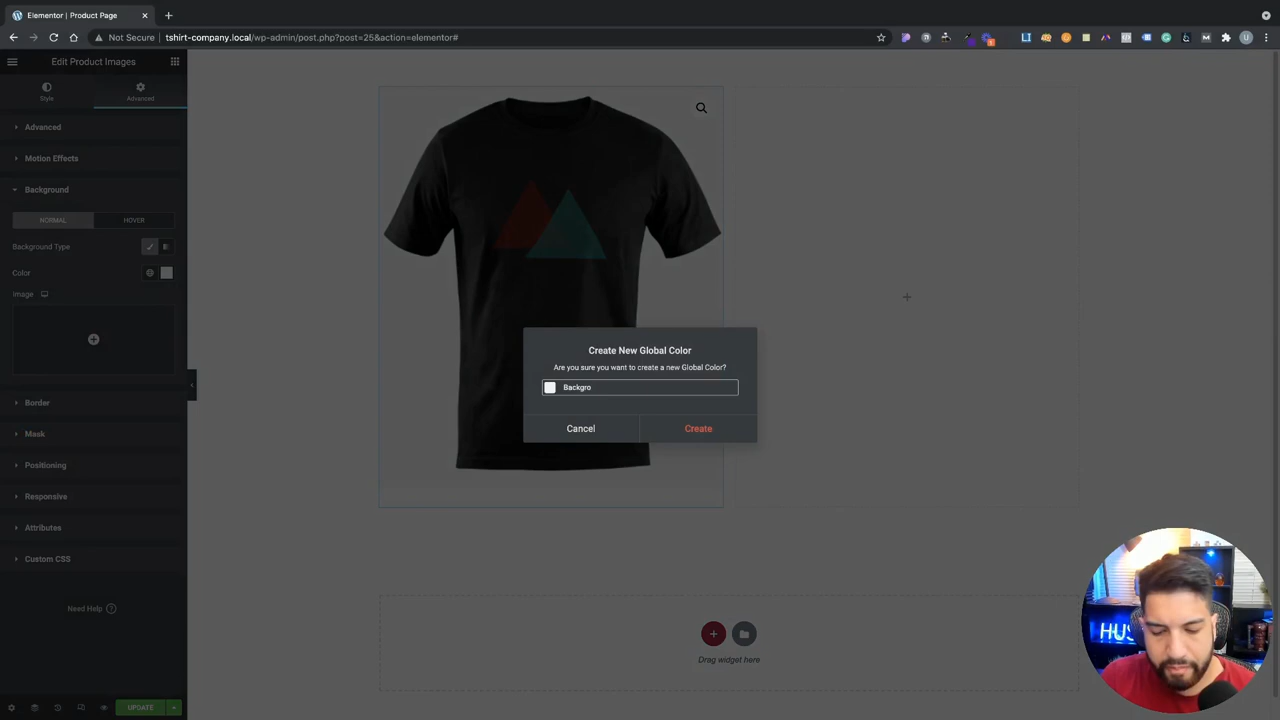 Elementor | Product Page
Not Secure
tshirt-company.local/wp-admin/post.php?post=25&action=elementor#
U
Edit Product Images
Style
Advanced
Advanced
Motion Effects
Background
NORMAL
HOVER
Background Type
Color
Image
Border
Mask
Positioning
Responsive
Attributes
Custom CSS
Need Help ?
UPDATE
Create New Global Color
Are you sure you want to create a new Global Color?
Backgro
Cancel
Create
Drag widget here
HUS